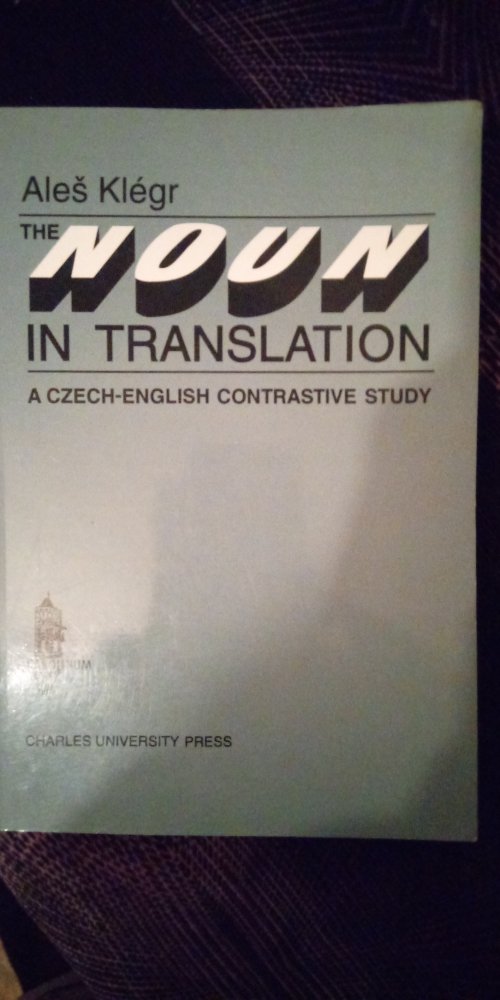 Aleš Klégr
THE NOUN
IN TRANSLATION
A CZECH-ENGLISH CONTRASTIVE STUDY
CHARLES UNIVERSITY PRESS